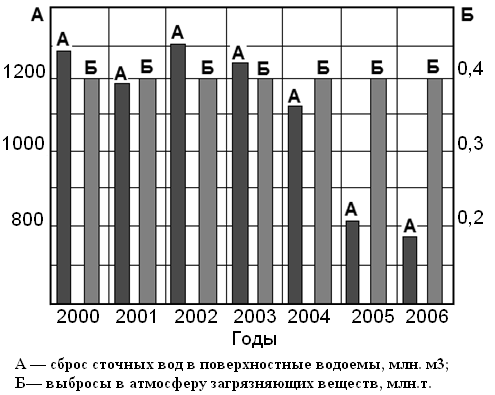 А Б
А А А А А А А
Б Б Б Б Б Б Б
1200 0,4
1000 0,3
800 0,2
2000 2001 2002 2003 2004 2005 2006
Годы
А — сброс сточных вод в поверхностные водоемы, млн. м3;
Б— выбросы в атмосферу загрязняющих веществ, млн.т.